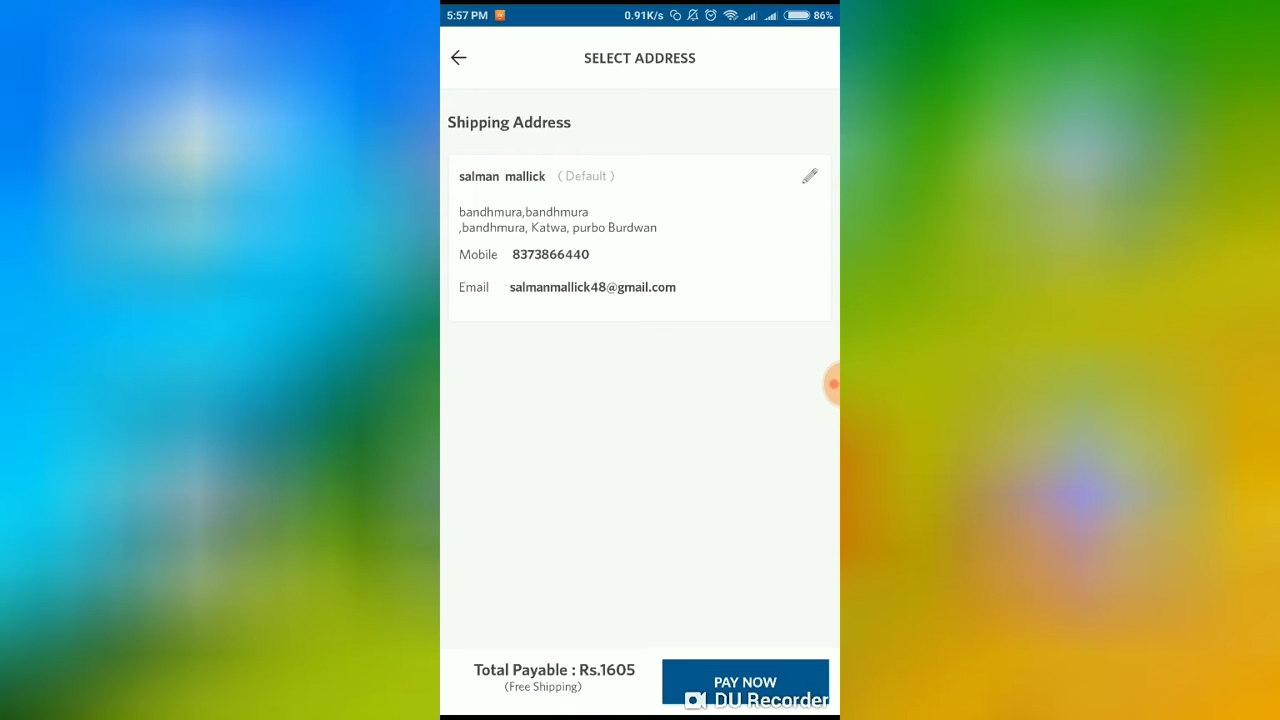 5:57 PM 0.91K/s 86%
SELECT ADDRESS
Shipping Address
salman mallick ( Default )
bandhmura,bandhmura
,bandhmura, Katwa, purbo Burdwan
Mobile 8373866440
Email salmanmallick48@gmail.com
Total Payable : Rs.1605
(Free Shipping)
PAY NOW
DU Recorder